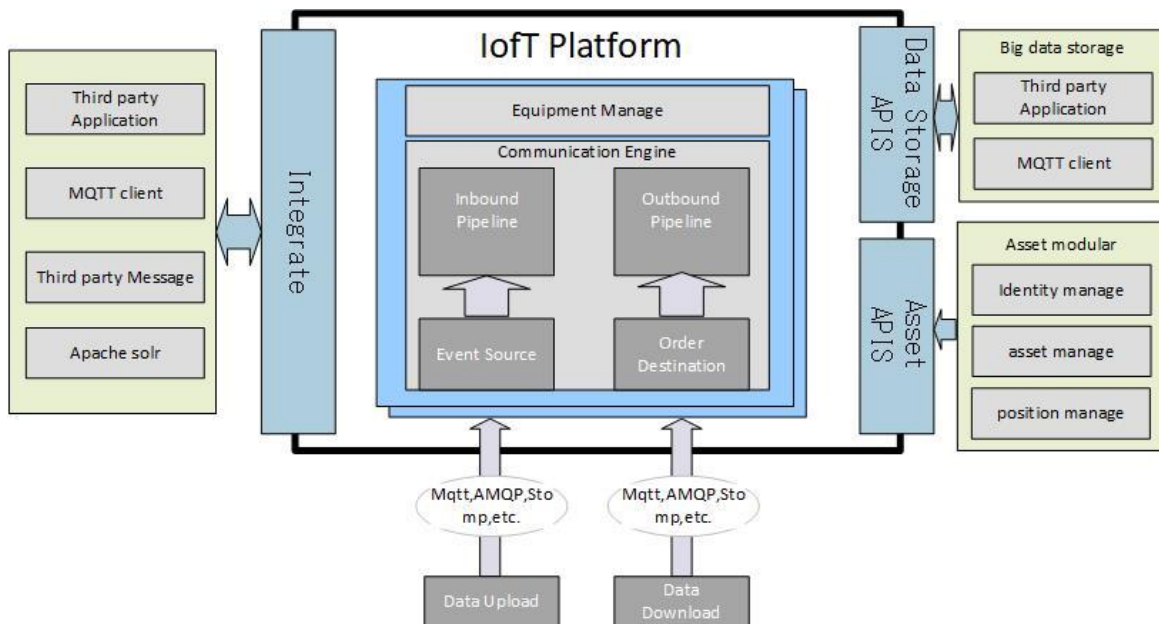 IofT Platform
Third party
Application
MQTT client
Third party Message
Apache solr
Integrate
Equipment Manage
Communication Engine
Inbound
Pipeline
Outbound
Pipeline
Event Source
Order
Destination
Data Storage
APIS
Asset
APIS
Big data storage
Third party
Application
MQTT client
Asset modular
Identity manage
asset manage
position manage
Mqtt,AMQP,Sto
mp,etc.
Mqtt,AMQP,Sto
mp,etc.
Data Upload
Data
Download